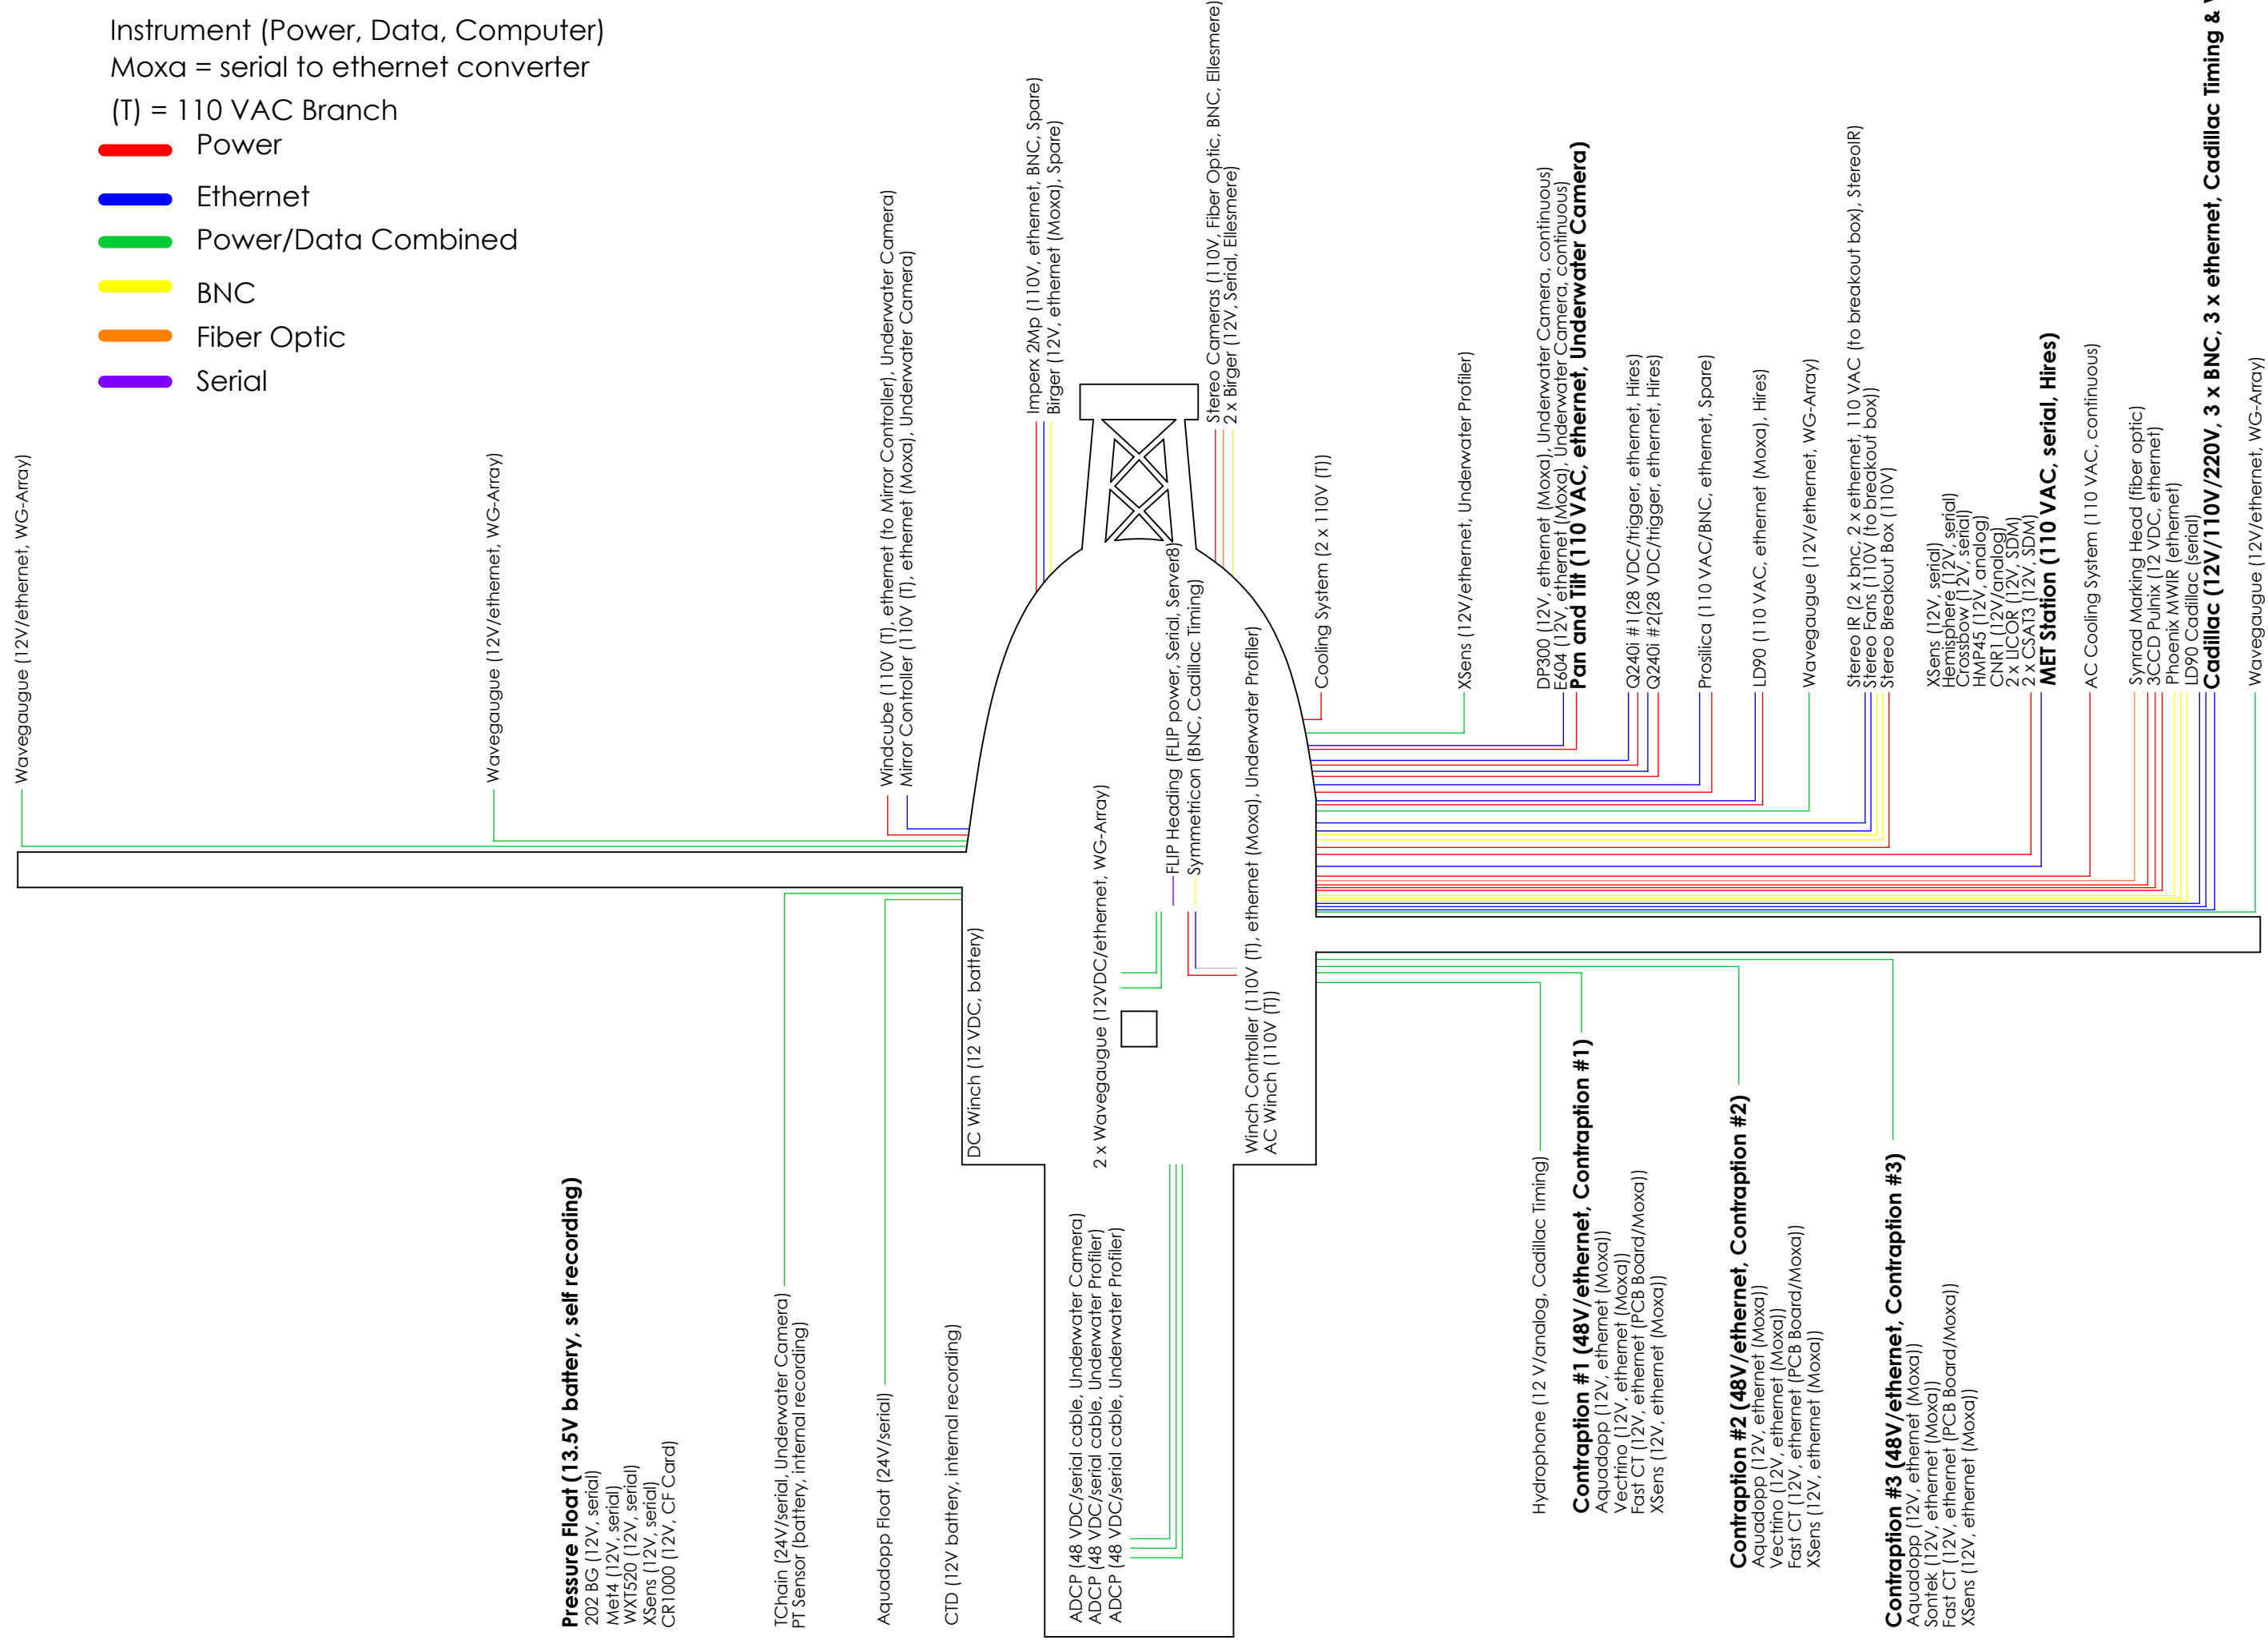 Instrument (Power, Data, Computer)
Moxa = serial to ethernet converter
(T) = 110 VAC Branch
Power
Ethernet
Power/Data Combined
BNC
Fiber Optic
Serial
Wavegaugue (12V/ethernet, WG-Array)
Wavegaugue (12V/ethernet, WG-Array)
Windcube (110V (T), ethernet (to Mirror Controller), Underwater Camera)
Mirror Controller (110V (T), ethernet (Moxa), Underwater Camera)
Imperx 2Mp (110V, ethernet, BNC, Spare)
Birger (12V, ethernet (Moxa), Spare)
Stereo Cameras (110V, Fiber Optic, BNC, Ellesmere)
2 x Birger (12V, Serial, Ellesmere)
Cooling System (2 x 110V (T))
XSens (12V/ethernet, Underwater Profiler)
DP300 (12V, ethernet (Moxa), Underwater Camera, continuous)
E604 (12V, ethernet (Moxa), Underwater Camera, continuous)
Pan and Tilt (110 VAC, ethernet, Underwater Camera)
Q240i #1(28 VDC/trigger, ethernet, Hires)
Q240i #2(28 VDC/trigger, ethernet, Hires)
Prosilica (110 VAC/BNC, ethernet, Spare)
LD90 (110 VAC, ethernet (Moxa), Hires)
Wavegaugue (12V/ethernet, WG-Array)
Stereo IR (2 x bnc, 2 x ethernet, 110 VAC (to breakout box), StereoIR)
Stereo Fans (110V (to breakout box))
Stereo Breakout Box (110V)
XSens (12V, serial)
Hemisphere (12V, serial)
Crossbow (12V, serial)
HMP45 (12V, analog)
CNR1 (12V/analog)
2 x LICOR (12V, SDM)
2 x CSAT3 (12V, SDM)
MET Station (110 VAC, serial, Hires)
AC Cooling System (110 VAC, continuous)
Synrad Marking Head (fiber optic)
3CCD Pulnix (12 VDC, ethernet)
Phoenix MWIR (ethernet)
LD90 Cadillac (serial)
Cadillac (12V/110V/220V, 3 x BNC, 3 x ethernet, Cadillac Timing &
Wavegaugue (12V/ethernet, WG-Array)
FLIP Heading (FLIP power, Serial, Server8)
Symmetricon (BNC, Cadillac Timing)
DC Winch (12 VDC, battery)
2 x Wavegaugue (12VDC/ethernet, WG-Array)
Winch Controller (110V (T), ethernet (Moxa), Underwater Profiler)
AC Winch (110V (T))
Pressure Float (13.5V battery, self recording)
202 BG (12V, serial)
Met4 (12V, serial)
WXT520 (12V, serial)
XSens (12V, serial)
CR1000 (12V, CF Card)
TChain (24V/serial, Underwater Camera)
PT Sensor (battery, internal recording)
Aquadopp Float (24V/serial)
CTD (12V battery, internal recording)
ADCP (48 VDC/serial cable, Underwater Camera)
ADCP (48 VDC/serial cable, Underwater Profiler)
ADCP (48 VDC/serial cable, Underwater Profiler)
Hydrophone (12 V/analog, Cadillac Timing)
Contraption #1 (48V/ethernet, Contraption #1)
Aquadopp (12V, ethernet (Moxa))
Vectrino (12V, ethernet (Moxa))
Fast CT (12V, ethernet (PCB Board/Moxa))
XSens (12V, ethernet (Moxa))
Contraption #2 (48V/ethernet, Contraption #2)
Aquadopp (12V, ethernet (Moxa))
Vectrino (12V, ethernet (Moxa))
Fast CT (12V, ethernet (PCB Board/Moxa))
XSens (12V, ethernet (Moxa))
Contraption #3 (48V/ethernet, Contraption #3)
Aquadopp (12V, ethernet (Moxa))
Sontek (12V, ethernet (Moxa))
Fast CT (12V, ethernet (PCB Board/Moxa))
XSens (12V, ethernet (Moxa))